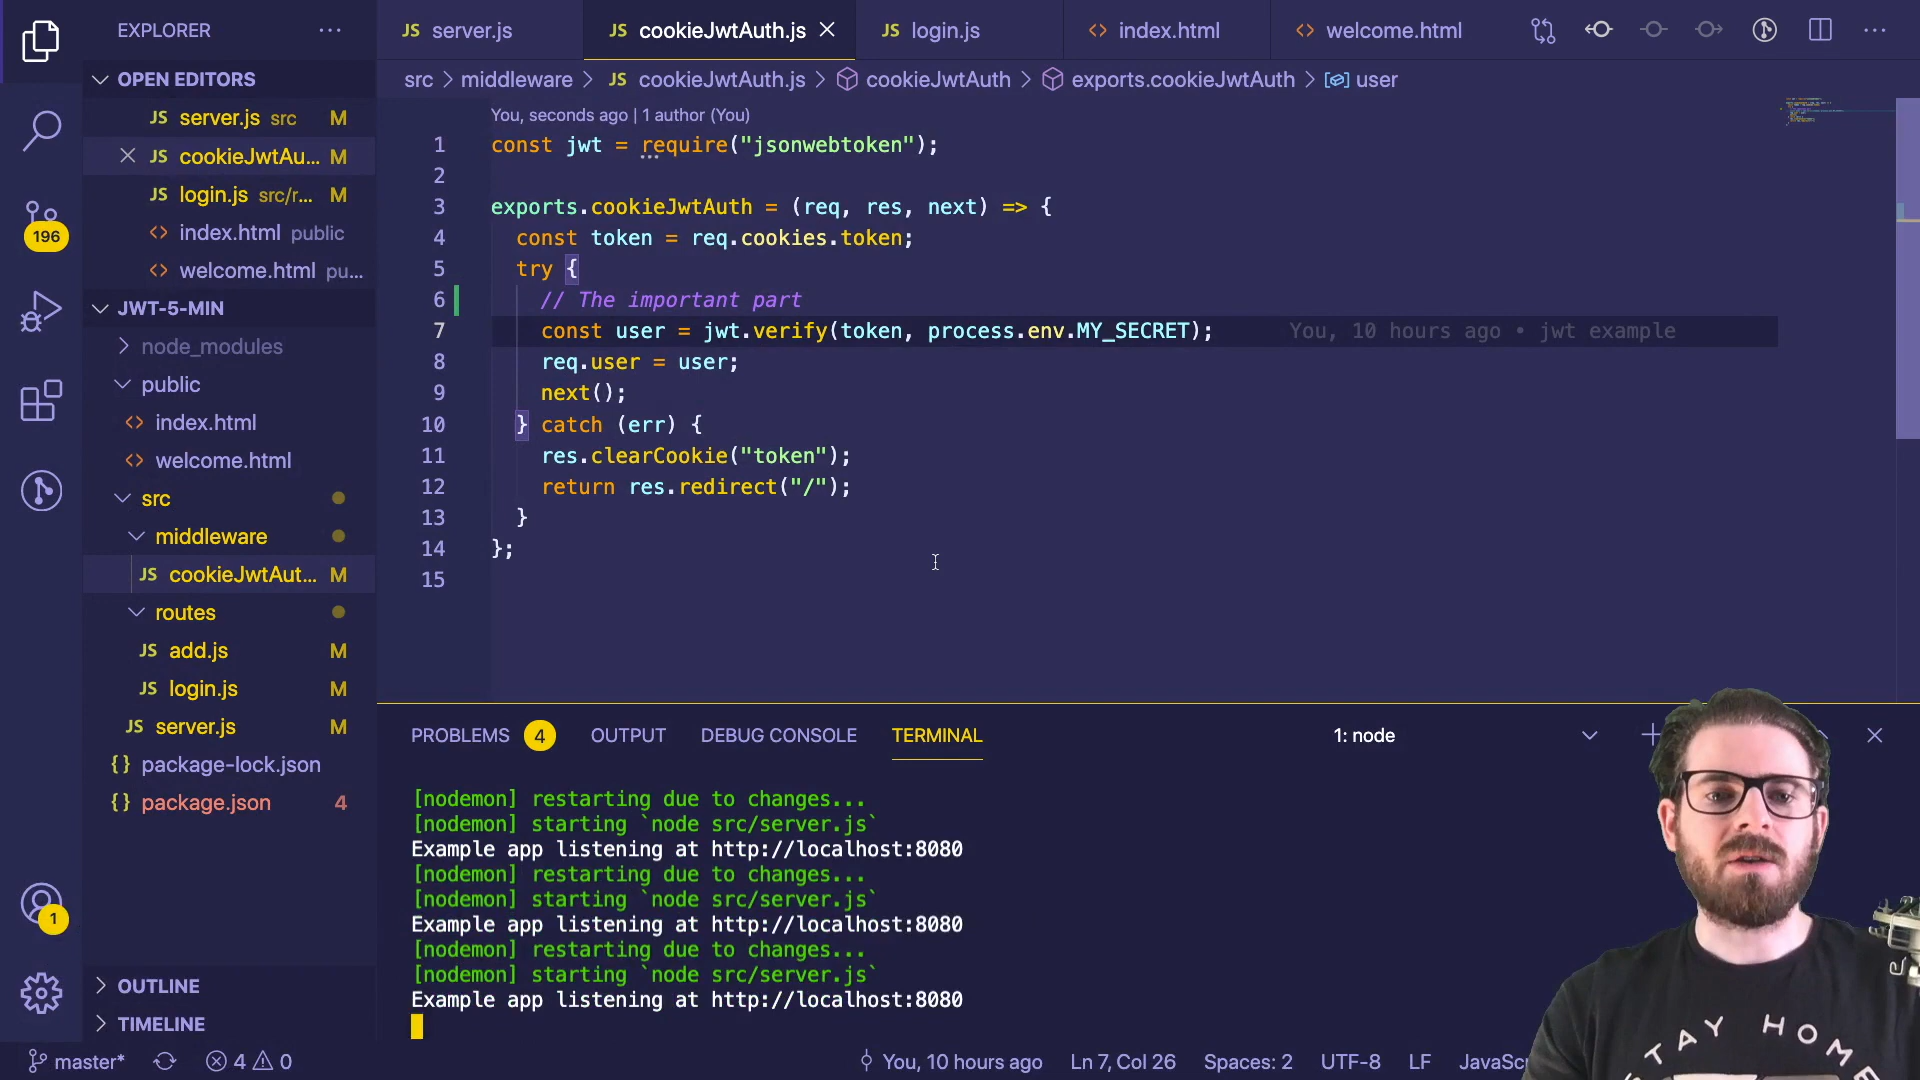 EXPLORER
JS server.js
JS cookieJwtAuth.js
JS login.js
<> index.html
<> welcome.html
OPEN EDITORS
JS server.js src M
JS cookieJwtAu... M
JS login.js src/r... M
<> index.html public
<> welcome.html pu...
JWT-5-MIN
node_modules
public
<> index.html
<> welcome.html
src
middleware
JS cookieJwtAut... M
routes
JS add.js M
JS login.js M
JS server.js M
{} package-lock.json
{} package.json 4
OUTLINE
TIMELINE
196
1
src > middleware > JS cookieJwtAuth.js > cookieJwtAuth > exports.cookieJwtAuth > user
You, seconds ago | 1 author (You)
1 const jwt = require("jsonwebtoken");
2
3 exports.cookieJwtAuth = (req, res, next) => {
4 const token = req.cookies.token;
5 try {
6 // The important part
7 const user = jwt.verify(token, process.env.MY_SECRET); You, 10 hours ago • jwt example
8 req.user = user;
9 next();
10 } catch (err) {
11 res.clearCookie("token");
12 return res.redirect("/");
13 }
14 };
15
PROBLEMS 4 OUTPUT DEBUG CONSOLE TERMINAL 1: node
[nodemon] restarting due to changes...
[nodemon] starting `node src/server.js`
Example app listening at http://localhost:8080
[nodemon] restarting due to changes...
[nodemon] starting `node src/server.js`
Example app listening at http://localhost:8080
[nodemon] restarting due to changes...
[nodemon] starting `node src/server.js`
Example app listening at http://localhost:8080
STAY HOME
master* 4 0 You, 10 hours ago Ln 7, Col 26 Spaces: 2 UTF-8 LF